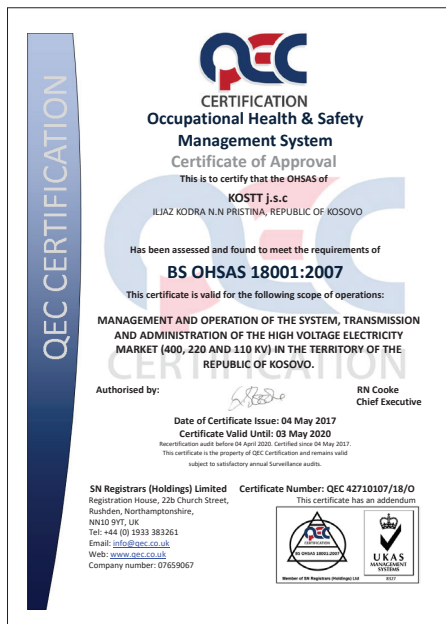 QEC CERTIFICATION
QEC
CERTIFICATION
Occupational Health & Safety
Management System
Certificate of Approval
This is to certify that the OHSAS of
KOSTT j.s.c
ILJAZ KODRA N.N PRISTINA, REPUBLIC OF KOSOVO
Has been assessed and found to meet the requirements of
BS OHSAS 18001:2007
This certificate is valid for the following scope of operations:
MANAGEMENT AND OPERATION OF THE SYSTEM, TRANSMISSION
AND ADMINISTRATION OF THE HIGH VOLTAGE ELECTRICITY
MARKET (400, 220 AND 110 KV) IN THE TERRITORY OF THE
REPUBLIC OF KOSOVO.
CERTIFICATION
Authorised by:
RN Cooke
Chief Executive
Date of Certificate Issue: 04 May 2017
Certificate Valid Until: 03 May 2020
Recertification audit before 04 April 2020. Certified since 04 May 2017.
This certificate is property of QEC Certification and remains valid
subject to satisfactory annual Surveillance audits.
SN Registrars (Holdings) Limited
Registration House, 22b Church Street,
Rushden, Northamptonshire,
NN10 9YT, UK
Tel: +44 (0) 1933 383261
Email: info@qec.co.uk
Web: www.qec.co.uk
Company number: 07659067
Certificate Number: QEC 42710107/18/O
This certificate has an addendum
QEC
CERTIFICATION
BS OHSAS 18001:2007
Member of SN Registrars (Holdings) Ltd
UKAS
MANAGEMENT
SYSTEMS